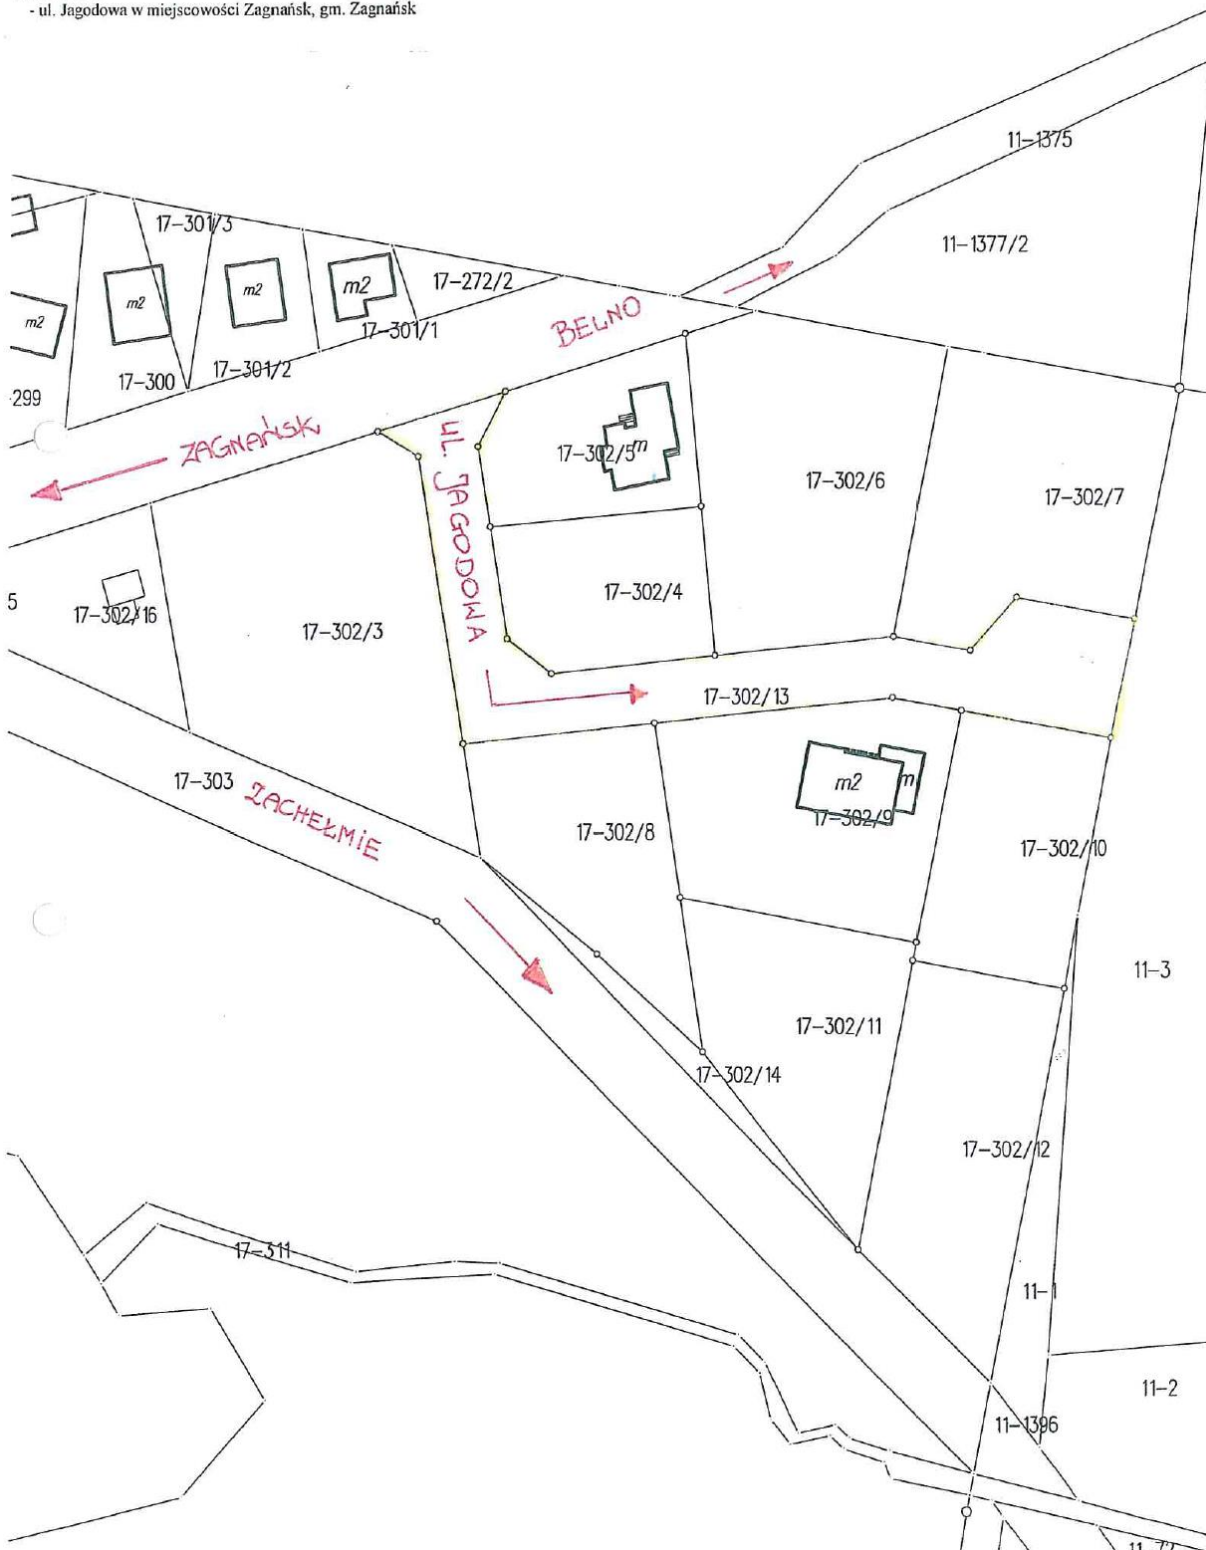 - ul. Jagodowa w miejscowości Zagnańsk, gm. Zagnańsk
11-1375
11-1377/2
17-301/3
17-272/2
m2
m2
m2
m2
BELNO
17-301/1
17-301/2
17-300
299
ZAGNAŃSK
UL. JAGODOWA
17-302/5
m
17-302/6
17-302/7
17-302/4
5
17-302/16
17-302/3
17-302/13
17-303
ZACHEŁMIE
m2
m
17-302/9
17-302/8
17-302/10
11-3
17-302/11
17-302/14
17-302/12
17-311
11-1
11-2
11-1396